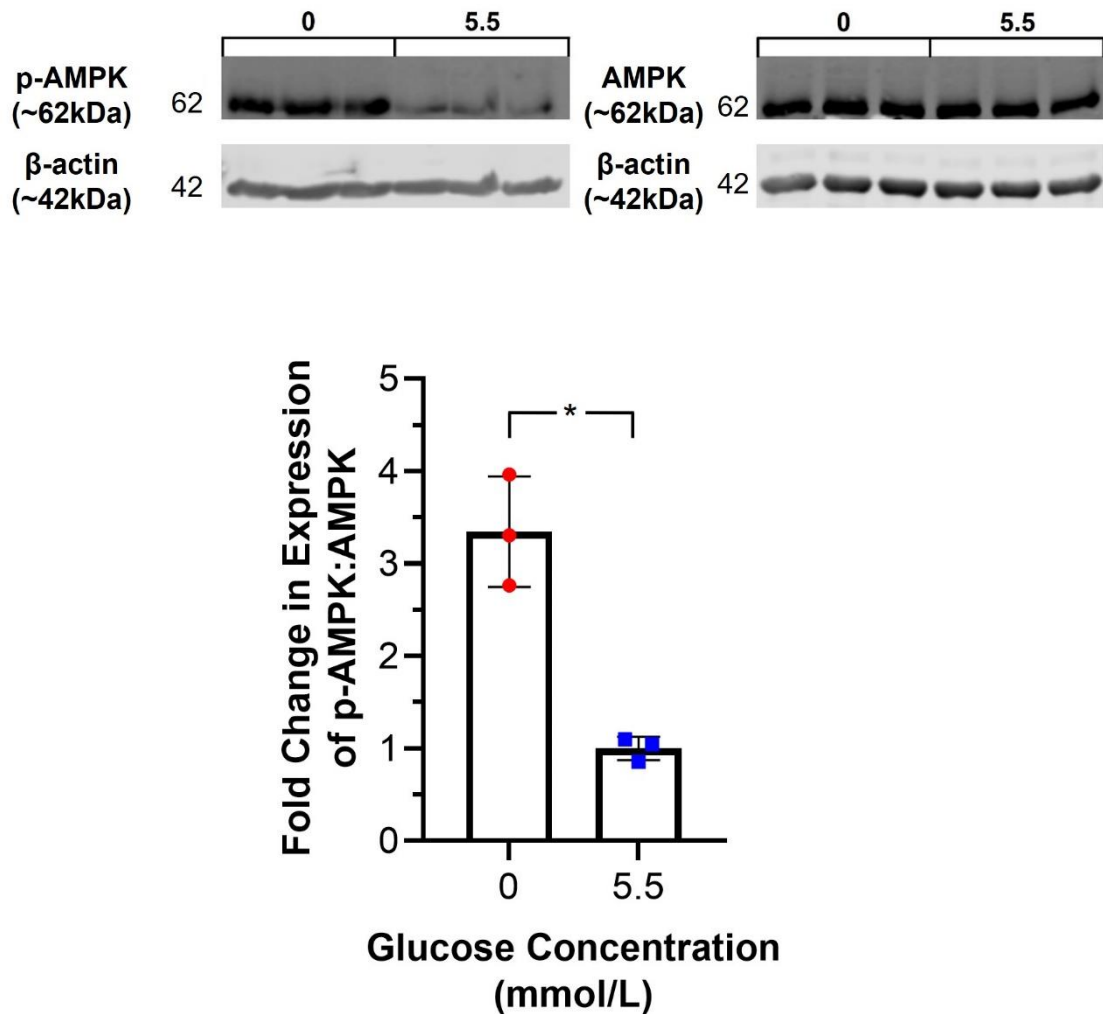 0 5.5
p-AMPK
(~62kDa)
62
β-actin
(~42kDa)
42
0 5.5
AMPK
(~62kDa)
62
β-actin
(~42kDa)
42
Fold Change in Expression
of p-AMPK:AMPK
5
4
3
2
1
0
*
0 5.5
Glucose Concentration
(mmol/L)